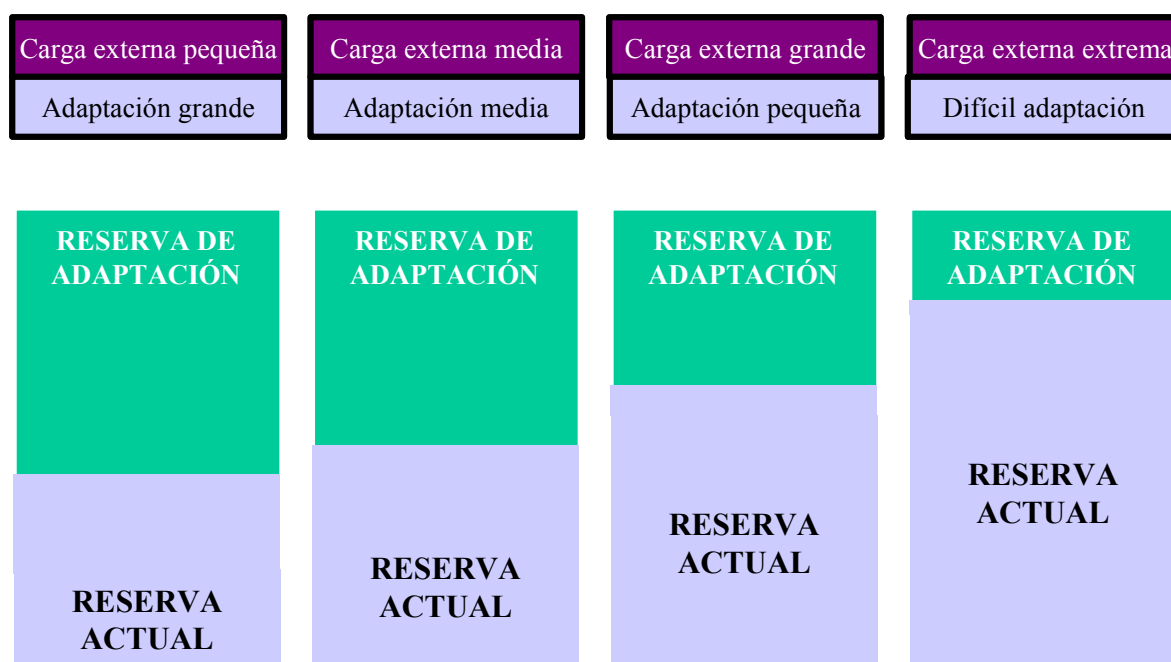 Carga externa pequeña
Adaptación grande
Carga externa media
Adaptación media
Carga externa grande
Adaptación pequeña
Carga externa extrema
Difícil adaptación
RESERVA DE
ADAPTACIÓN
RESERVA
ACTUAL
RESERVA DE
ADAPTACIÓN
RESERVA
ACTUAL
RESERVA DE
ADAPTACIÓN
RESERVA
ACTUAL
RESERVA DE
ADAPTACIÓN
RESERVA
ACTUAL